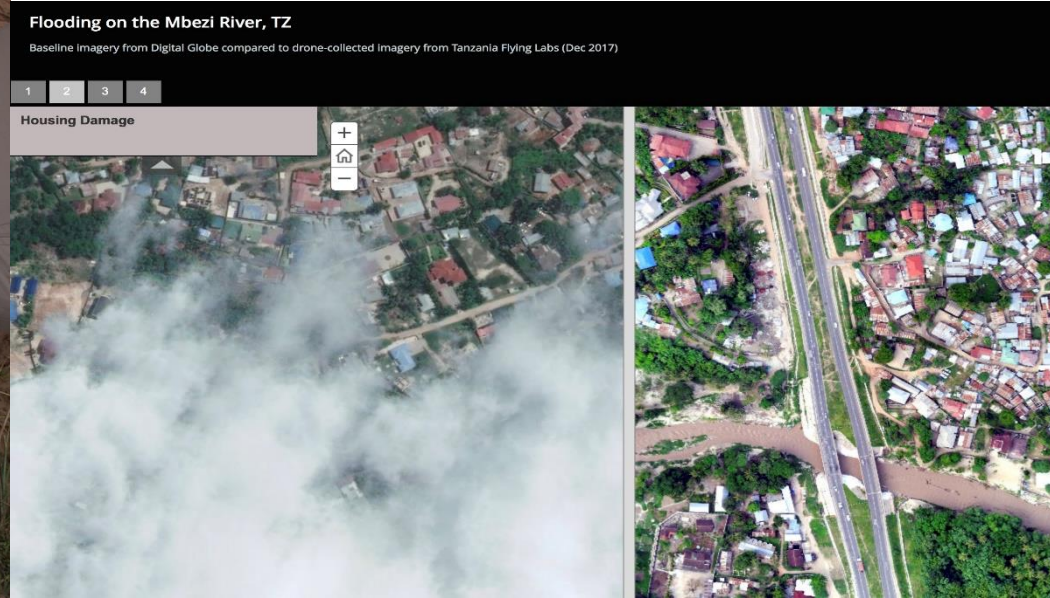 Flooding on the Mbezi River, TZ
Baseline imagery from Digital Globe compared to drone-collected imagery from Tanzania Flying Labs (Dec 2017)
1 2 3 4
Housing Damage